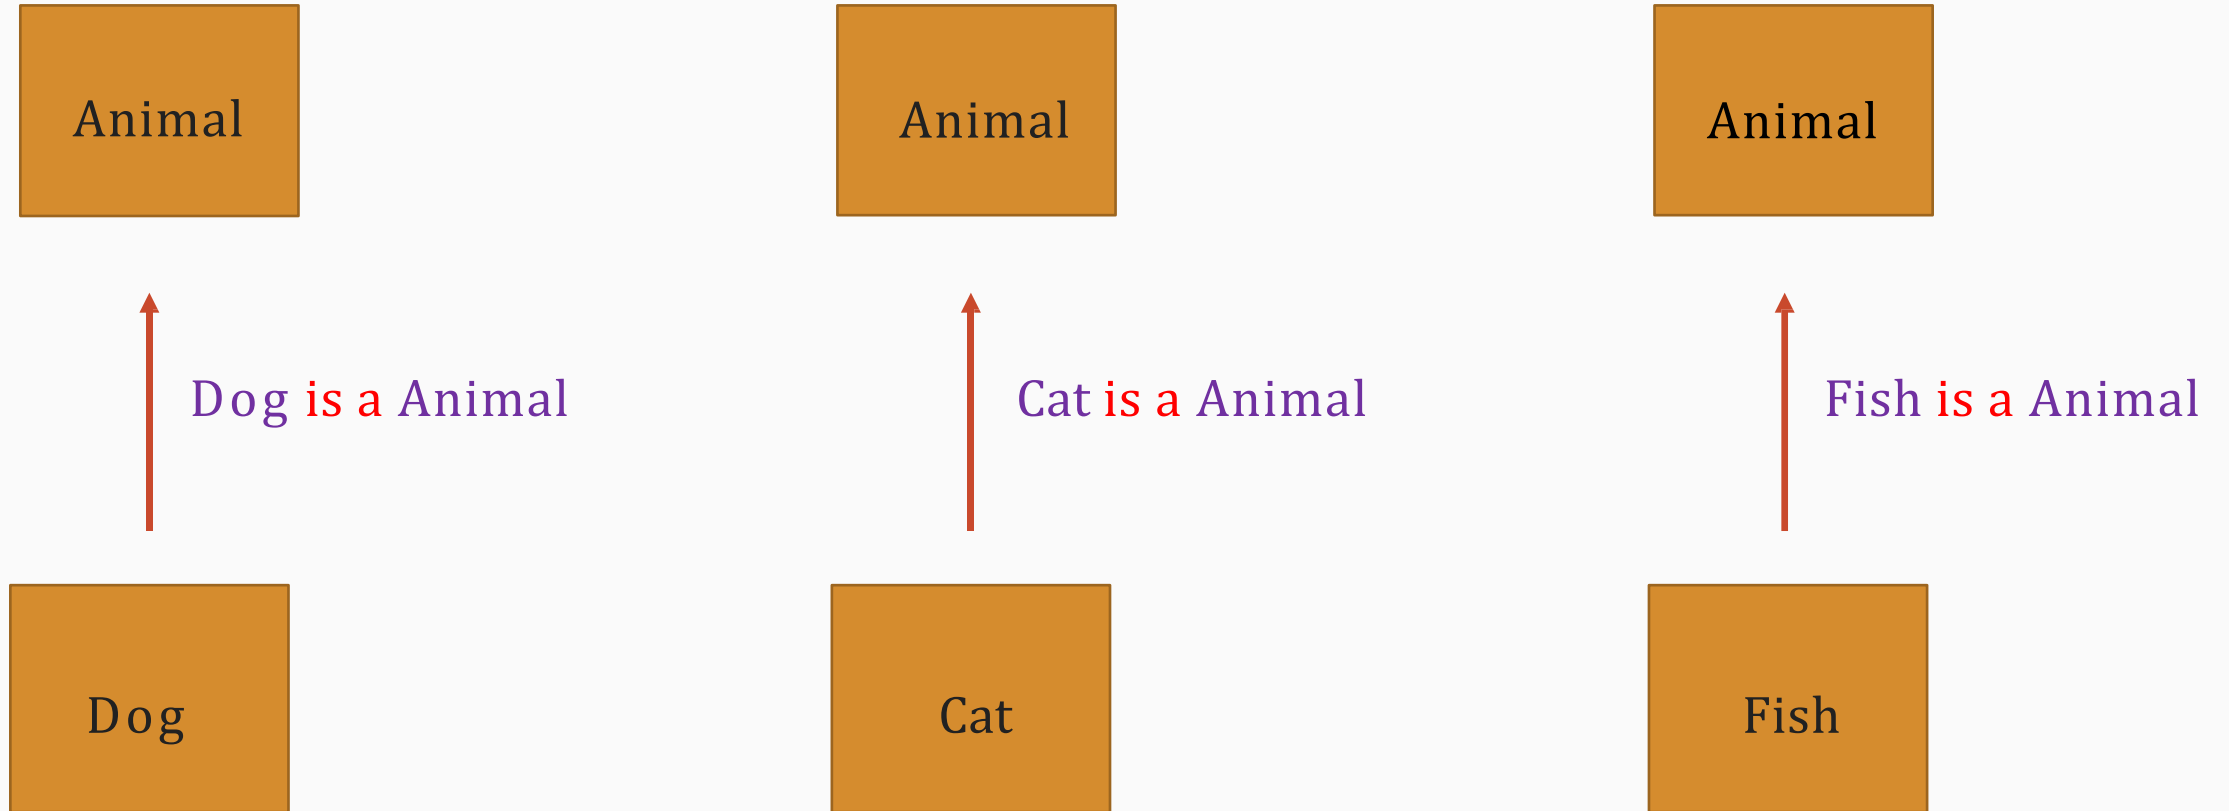 Animal
Animal
Animal
Dog is a Animal
Cat is a Animal
Fish is a Animal
Dog
Cat
Fish